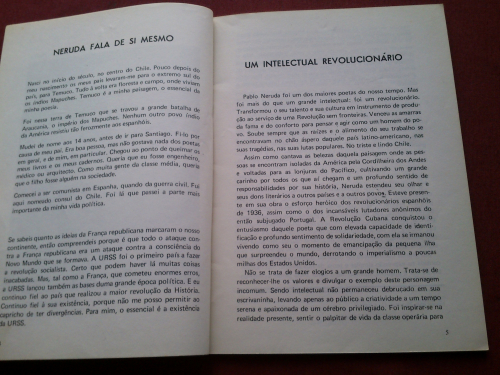 NERUDA FALA DE SI MESMO
Nasci no início do século, no centro do Chile. Pouco depois do
meu nascimento os meus pais levaram-me para o extremo sul do
país, para Temuco. Tudo à volta era floresta e campo, onde viviam
os índios Mapuches. Temuco é a minha paisagem, o essencial da
minha poesia.
Foi nessa terra de Temuco que se travou a grande batalha de
Araucania, o império dos Mapuches. Nenhum outro povo índio
da América resistiu tão ferozmente aos espanhóis.
Mudei de nome aos 14 anos, antes de ir para Santiago. Fi-lo por
causa de meu pai. Era boa pessoa, mas não gostava nada dos poetas
em geral, e de mim, em particular. Chegou ao ponto de queimar os
meus livros e os meus cadernos. Queria que eu fosse engenheiro,
médico ou arquitecto. Como muita gente da classe média, queria
que o filho fosse alguém na sociedade.
Comecei a ser comunista em Espanha, quando da guerra civil. Fui
aqui nomeado consul do Chile. Foi lá que passei a parte mais
importante da minha vida política.
Se sabeis quanto as ideias da França republicana marcaram o nosso
continente, então compreendereis porque é que todo o ataque con-
tra a França republicana era um ataque contra a consciência do
Novo Mundo que a formava. A URSS foi o primeiro país a fazer
a revolução socialista. Certo que podem haver lá muitas coisas
inacabadas. Mas, tal como a França, que cometeu enormes erros,
a URSS lançou também as bases duma grande época política. E eu
continuo fiel ao país que realizou a maior revolução da História.
Continuo fiel à sua existência, porque não me posso permitir ao
capricho de ter divergências. Para mim, o essencial é a existência
da URSS.
UM INTELECTUAL REVOLUCIONÁRIO
Pablo Neruda foi um dos maiores poetas do nosso tempo. Mas
foi mais do que um grande intelectual: foi um revolucionário.
Transformou o seu talento e sua cultura em instrumento de produ-
ção ao serviço de uma Revolução sem fronteiras. Venceu as amarras
da fama e do conforto para pensar e agir como um homem do po-
vo. Soube sempre que as raízes e o alimento do seu trabalho se
encontravam no chão áspero daquele país latino-americano, nas
suas tragédias, nas suas lutas populares. No triste e lindo Chile.
Assim como cantava as belezas daquela paisagem onde as pes-
soas se encontram isoladas da América pela Cordilheira dos Andes
e voltadas para as lonjuras do Pacífico, cultivando um grande
carinho por todos os que aí chegam e um profundo sentido de
responsabilidades por sua história, Neruda estendeu seu olhar e
seus dons literários a outros países e a outros povos. Esteve presen-
te em sua obra o esforço heróico dos revolucionários espanhóis
de 1936, assim como o dos incansáveis lutadores anónimos do
então subjugado Vietnam. A Revolução Cubana conquistou o
entusiasmo daquele poeta que com elevada capacidade de identi-
ficação e profundo sentimento de solidariedade, com ela se irmanou
vivendo como seu o momento de emancipação da pequena ilha
que surpreendeu o mundo, derrotando o imperialismo a poucas
milhas dos Estados Unidos.
Não se trata de fazer elogios a um grande homem. Trata-se de
reconhecer-lhe os valores e divulgar o exemplo deste personagem
incomum. Sendo intelectual não permaneceu debrucado em sua
escrivaninha, levando apenas ao público a criatividade a um tempo
serena e apaixonada de um cérebro privilegiado. Foi inspirar-se na
realidade presente, sentir o palpitar de vida da classe operária para
5